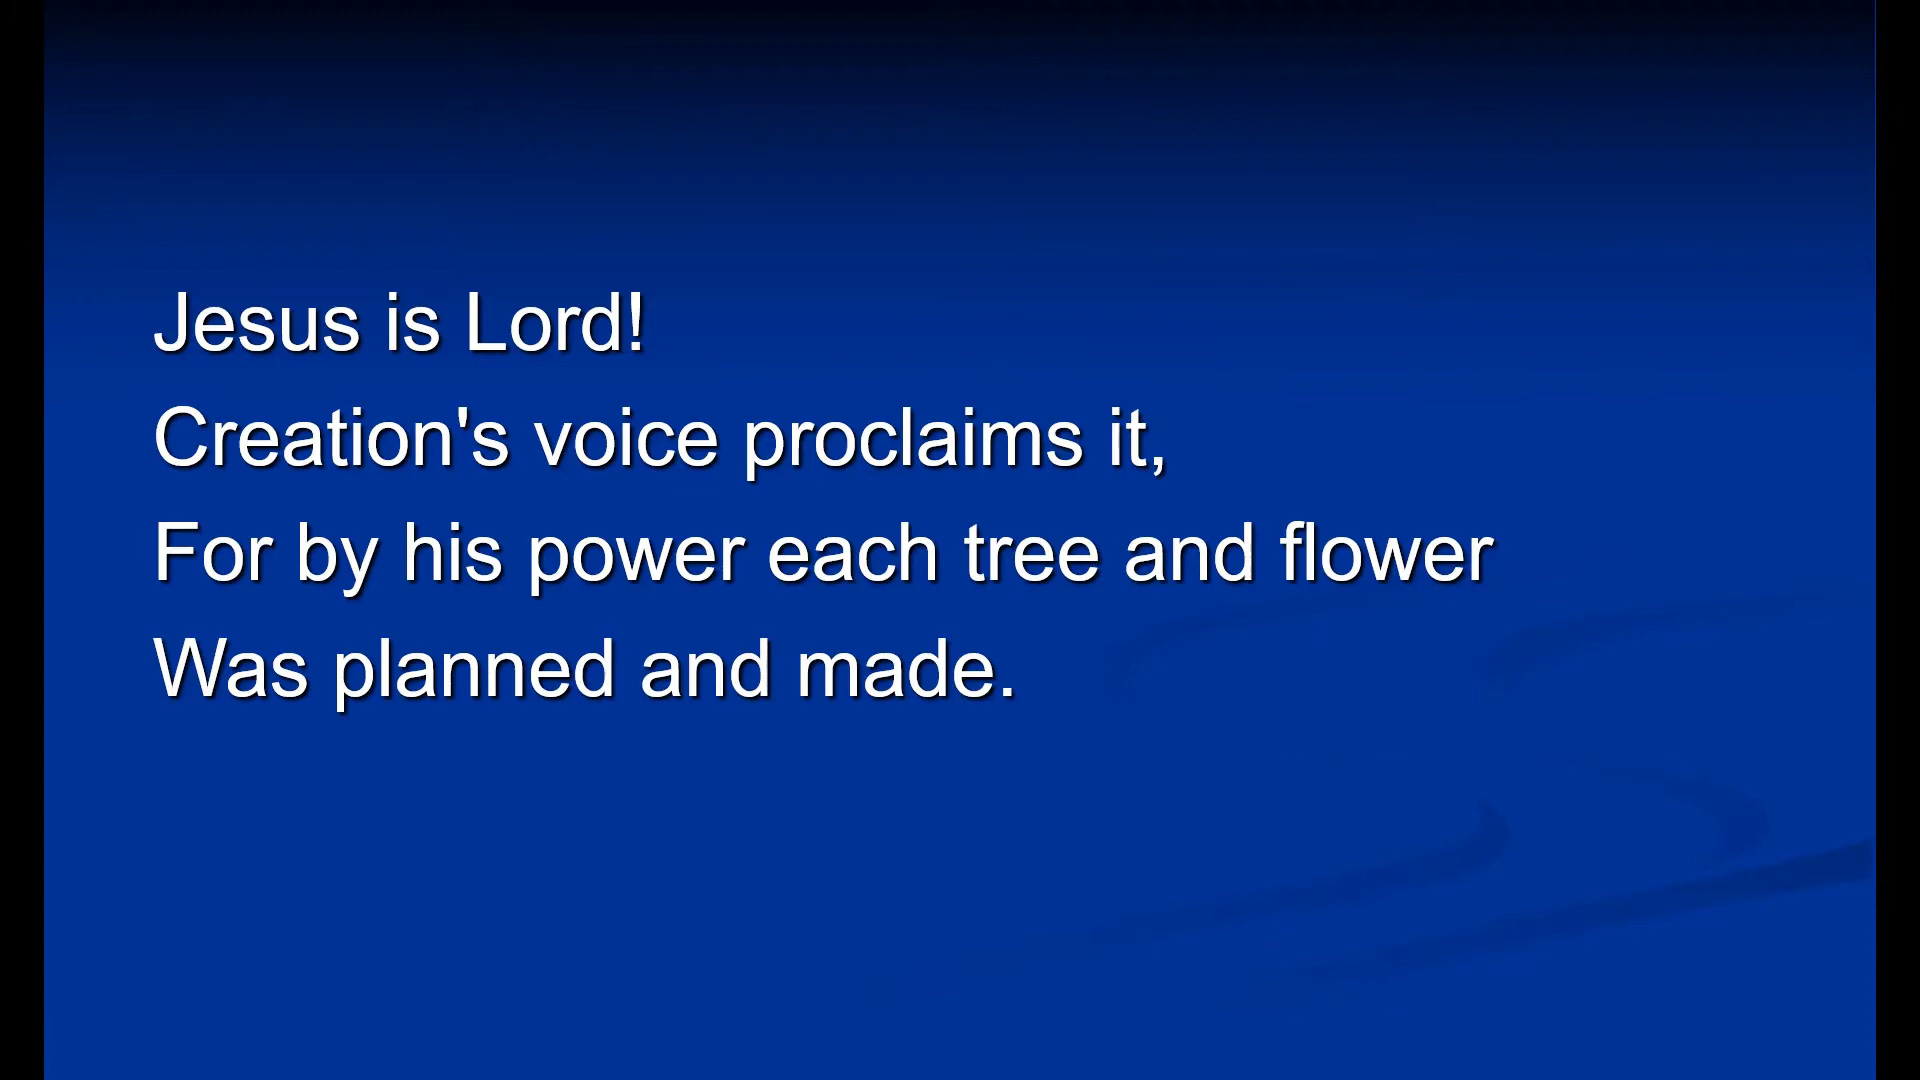 Jesus is Lord!
Creation's voice proclaims it,
For by his power each tree and flower
Was planned and made.